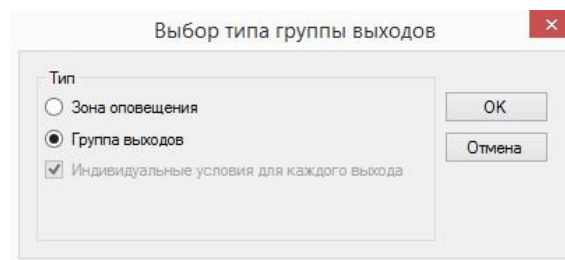 Выбор типа группы выходов
Тип
Зона оповещения
Группа выходов
Индивидуальные условия для каждого выхода
OK
Отмена